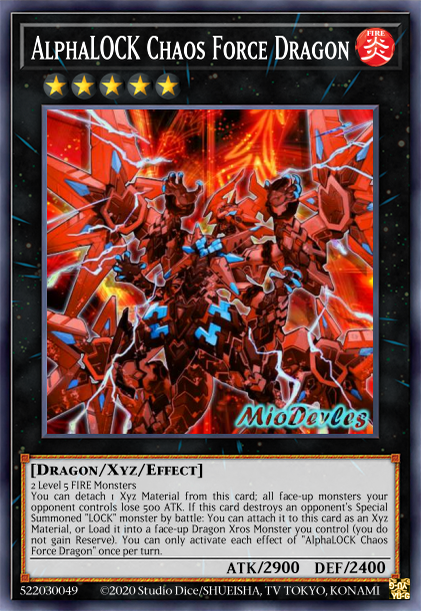 AlphaLOCK Chaos Force Dragon
FIRE
炎
MioDevles
[Dragon/Xyz/Effect]
2 Level 5 FIRE Monsters
You can detach 1 Xyz Material from this card; all face-up monsters your
opponent controls lose 500 ATK. If this card destroys an opponent's Special
Summoned "LOCK" monster by battle: You can attach it to this card as an Xyz
Material, or Load it into a face-up Dragon Xros Monster you control (you do
not gain Reserve). You can only activate each effect of "AlphaLOCK Chaos
Force Dragon" once per turn.
ATK/2900 DEF/2400
522030049 ©2020 Studio Dice/SHUEISHA, TV TOKYO, KONAMI